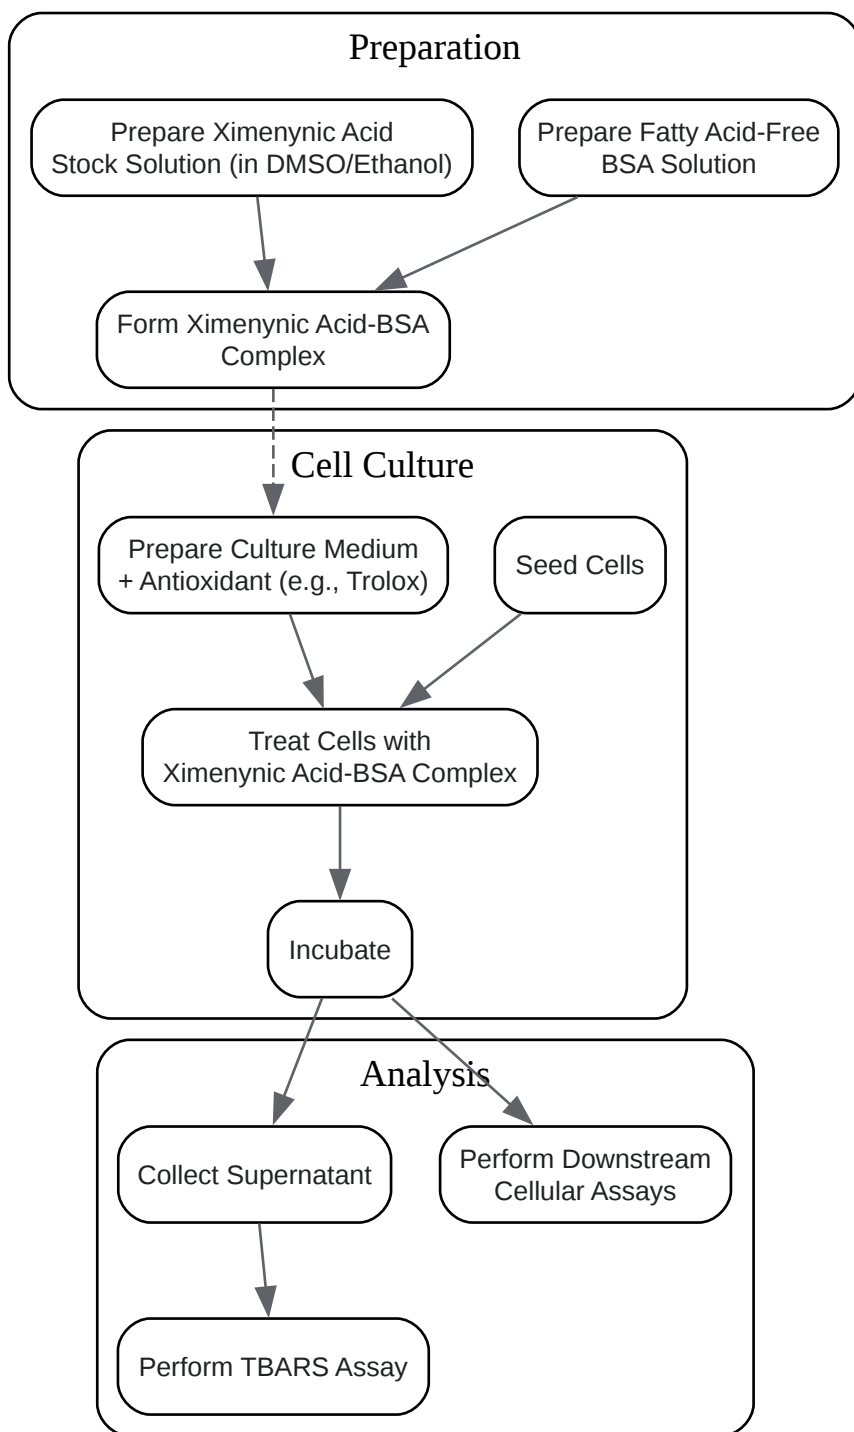 Preparation
Prepare Ximenynic Acid
Stock Solution (in DMSO/Ethanol)
Prepare Fatty Acid-Free
BSA Solution
Form Ximenynic Acid-BSA
Complex
Cell Culture
Prepare Culture Medium
+ Antioxidant (e.g., Trolox)
Seed Cells
Treat Cells with
Ximenynic Acid-BSA Complex
Incubate
Analysis
Collect Supernatant
Perform Downstream
Cellular Assays
Perform TBARS Assay